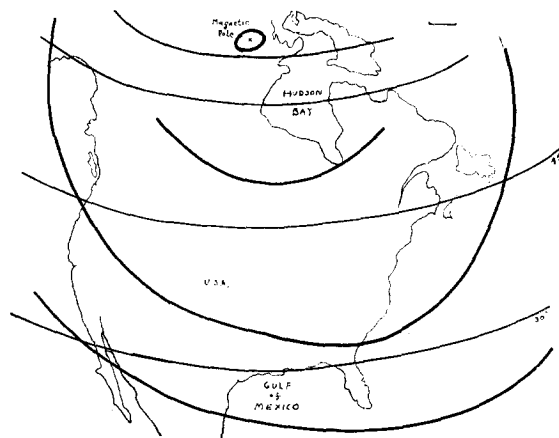 Magnetic
Pole
HUDSON
BAY
U.S.A.
30°
GULF
of
MEXICO